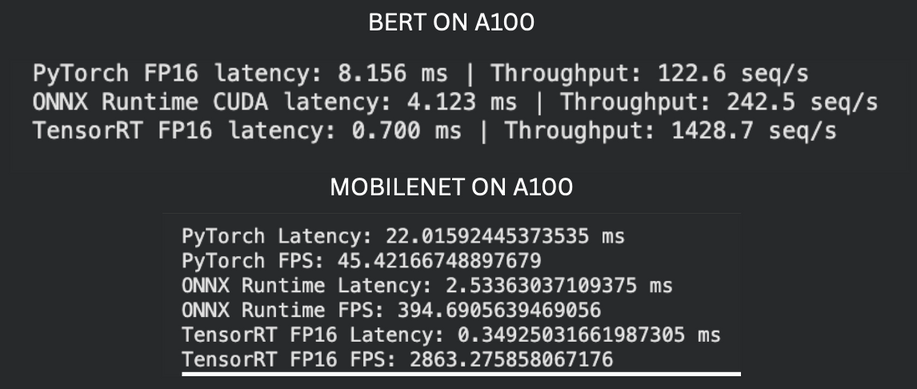 BERT ON A100
PyTorch FP16 latency: 8.156 ms | Throughput: 122.6 seq/s
ONNX Runtime CUDA latency: 4.123 ms | Throughput: 242.5 seq/s
TensorRT FP16 latency: 0.700 ms | Throughput: 1428.7 seq/s
MOBILENET ON A100
PyTorch Latency: 22.01592445373535 ms
PyTorch FPS: 45.42166748897679
ONNX Runtime Latency: 2.53363037109375 ms
ONNX Runtime FPS: 394.6905639469056
TensorRT FP16 Latency: 0.34925031661987305 ms
TensorRT FP16 FPS: 2863.275858067176